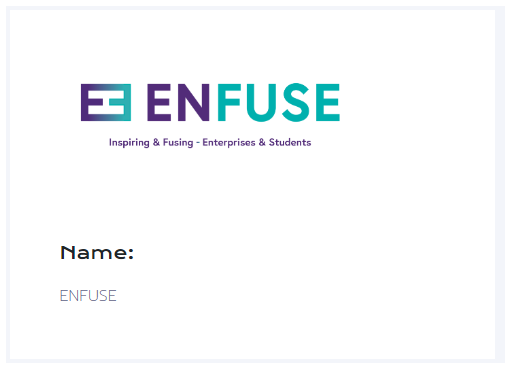 ENFUSE
Inspiring & Fusing - Enterprises & Students
Name:
ENFUSE